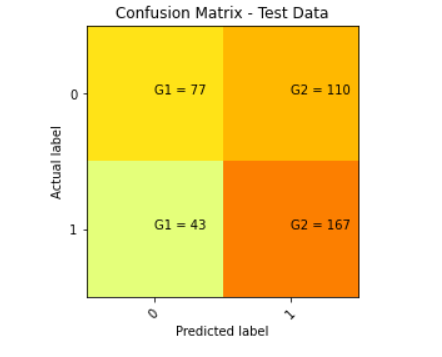 Confusion Matrix - Test Data
G1 = 77
G2 = 110
0
Actual label
G1 = 43
G2 = 167
1
0
1
Predicted label